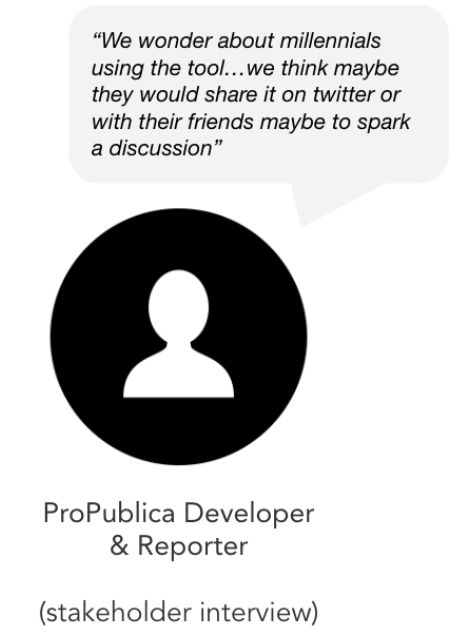 “We wonder about millennials
using the tool…we think maybe
they would share it on twitter or
with their friends maybe to spark
a discussion”
ProPublica Developer
& Reporter
(stakeholder interview)